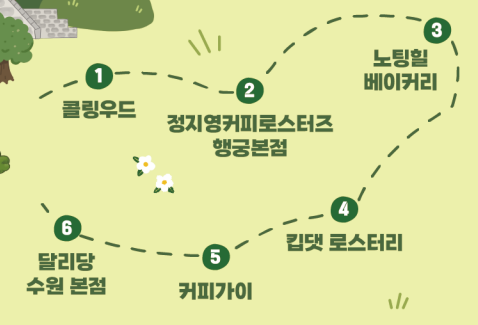 1
콜링우드
2
정지영커피로스터즈
행궁본점
3
노팅힐
베이커리
4
킵댓 로스터리
5
커피가이
6
달리당
수원 본점